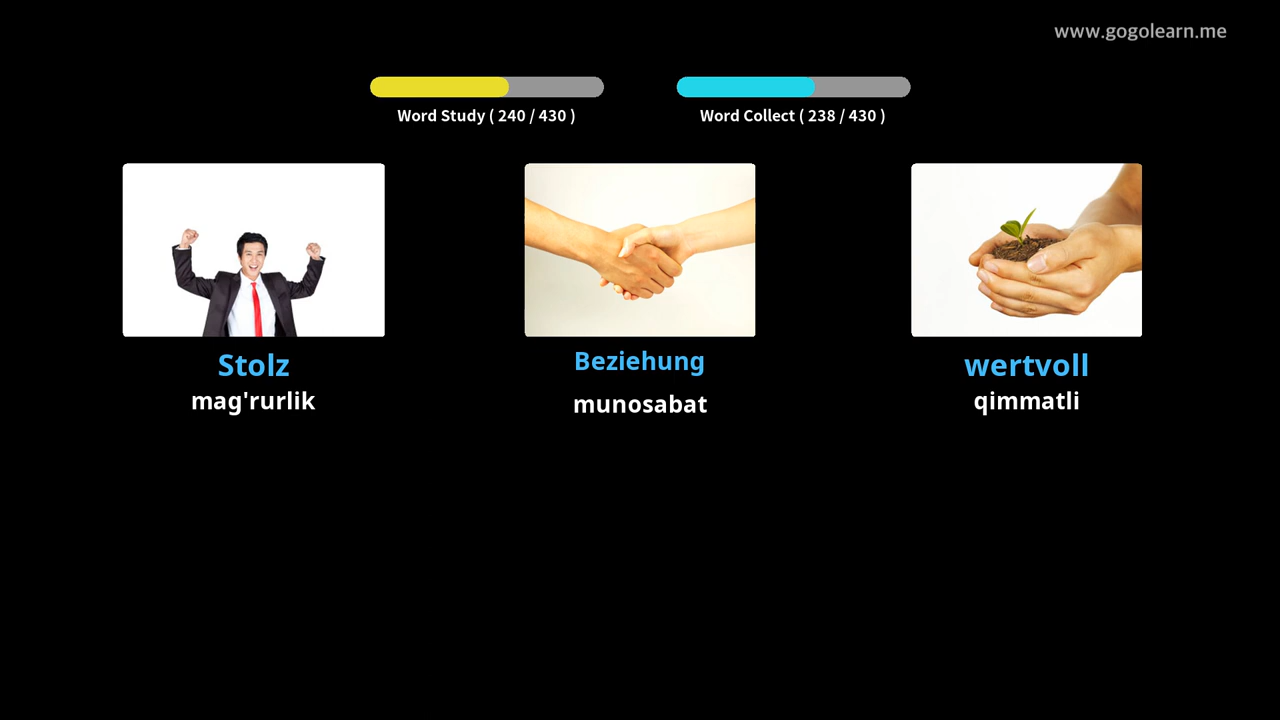 www.gogolearn.me
Word Study ( 240 / 430 )
Word Collect ( 238 / 430 )
Stolz
mag'rurlik
Beziehung
munosabat
wertvoll
qimmatli